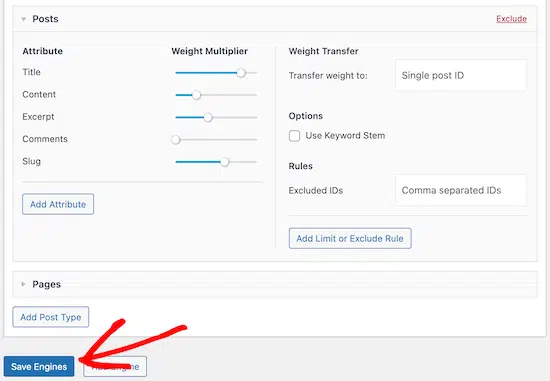 Posts
Exclude
Attribute
Weight Multiplier
Title
Content
Excerpt
Comments
Slug
Add Attribute
Weight Transfer
Transfer weight to:
Single post ID
Options
Use Keyword Stem
Rules
Excluded IDs
Comma separated IDs
Add Limit or Exclude Rule
Pages
Add Post Type
Save Engines
Engine